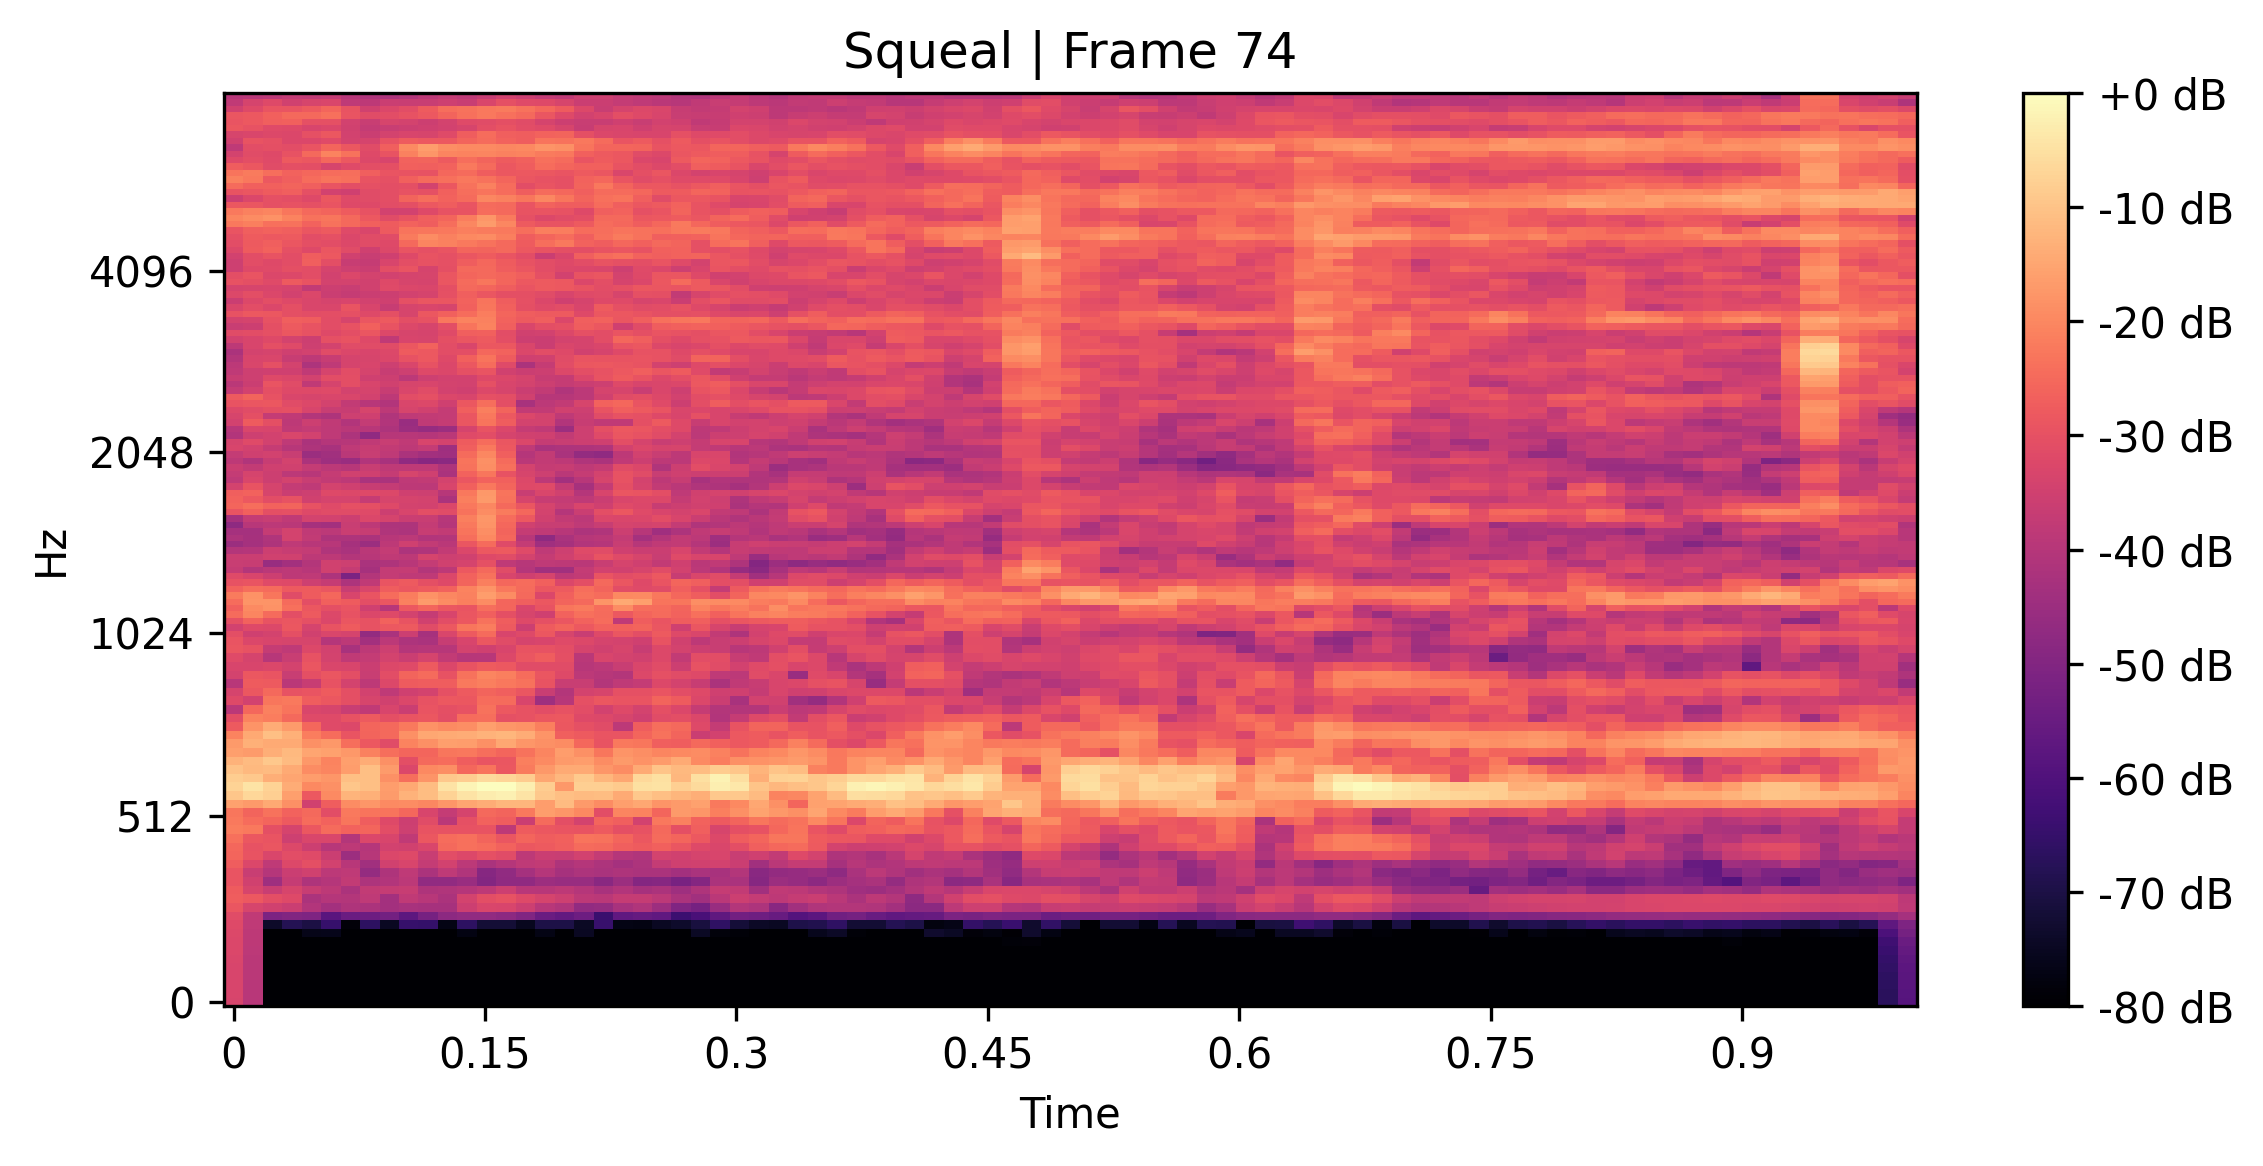 Squeal | Frame 74
+0 dB
-10 dB
-20 dB
-30 dB
-40 dB
-50 dB
-60 dB
-70 dB
-80 dB
Hz
4096
2048
1024
512
0
0 0.15 0.3 0.45 0.6 0.75 0.9
Time